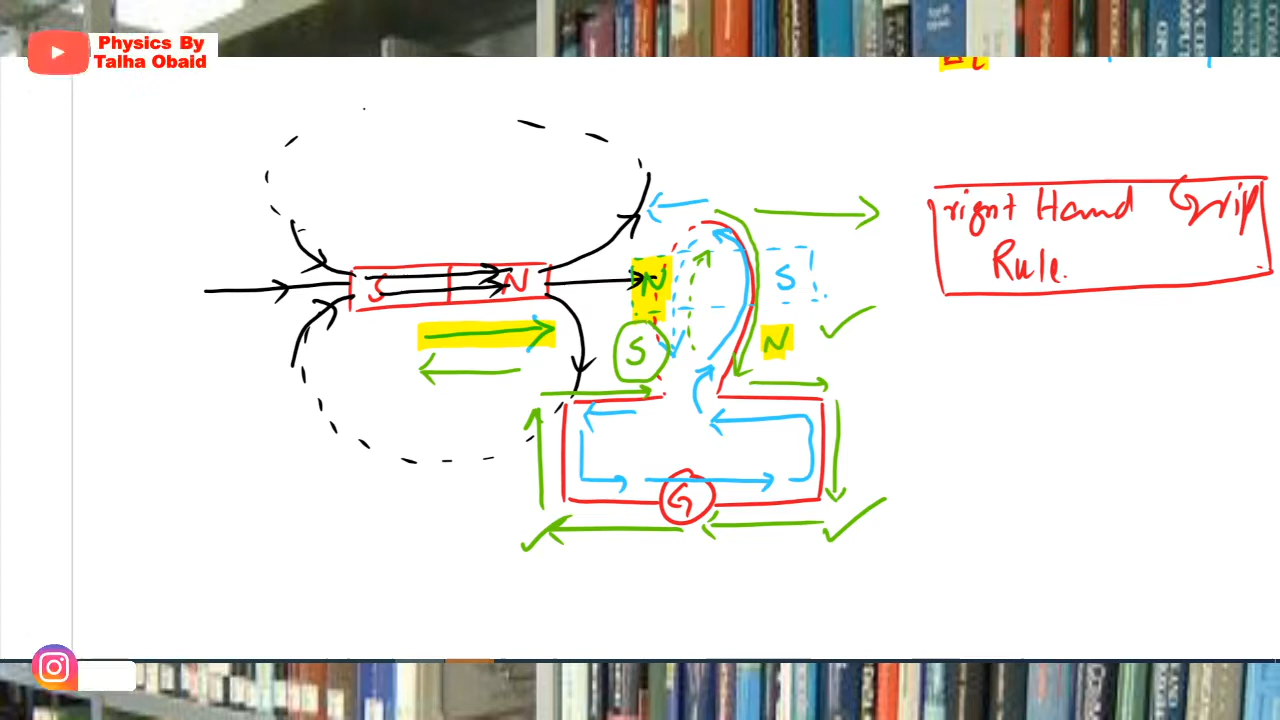 Physics By
Talha Obaid
right Hand Grip
Rule.
S N
N S
S N
G